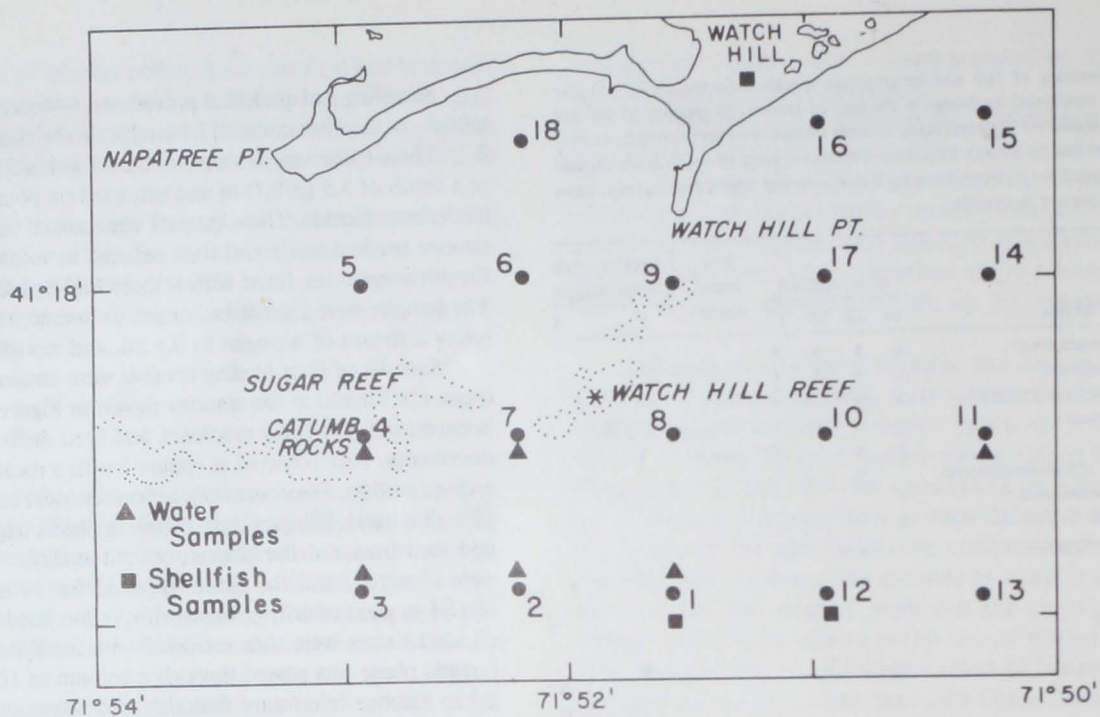 WATCH
HILL
18
16
15
NAPATREE PT.
WATCH HILL PT.
5
6
9
17
14
41°18'
SUGAR REEF
WATCH HILL REEF
CATUMB
ROCKS
4
7
8
10
11
Water
Samples
Shellfish
Samples
3
2
1
12
13
71°54'
71°52'
71°50'